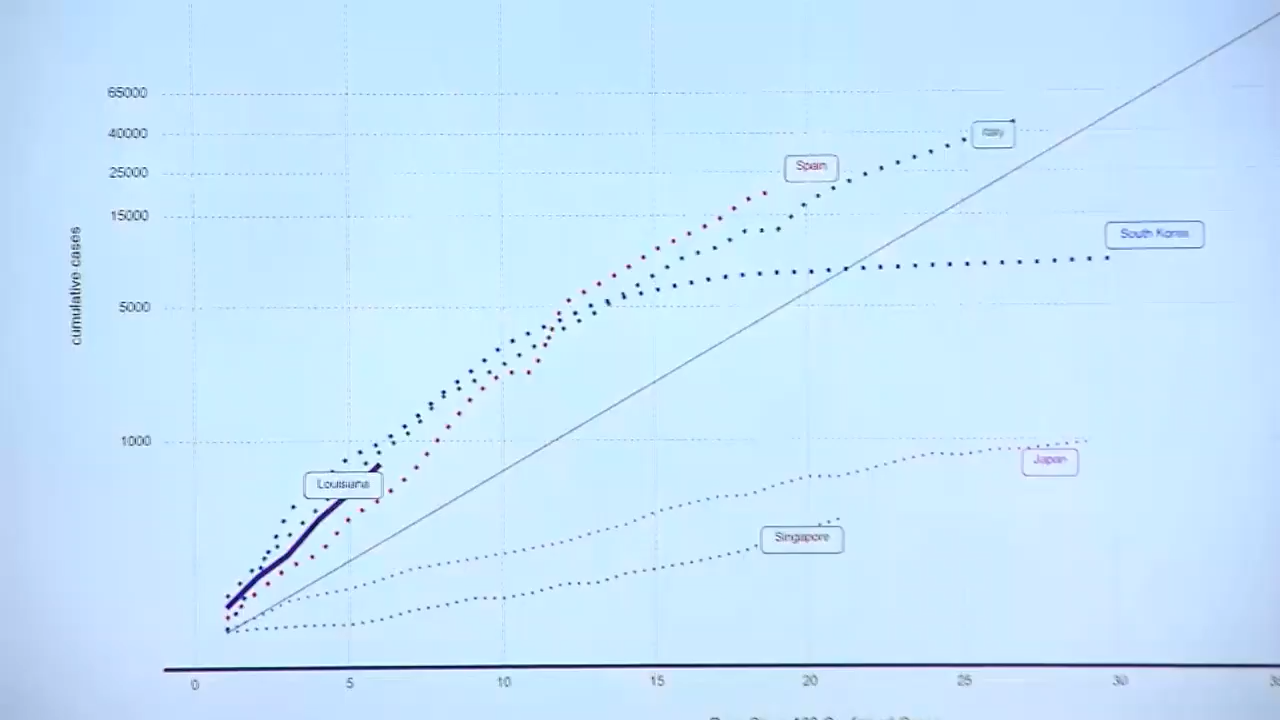 65000
40000
Italy
Spain
25000
15000
South Korea
cumulative cases
5000
1000
Japan
Louisiana
Singapore
0
5
10
15
20
25
30